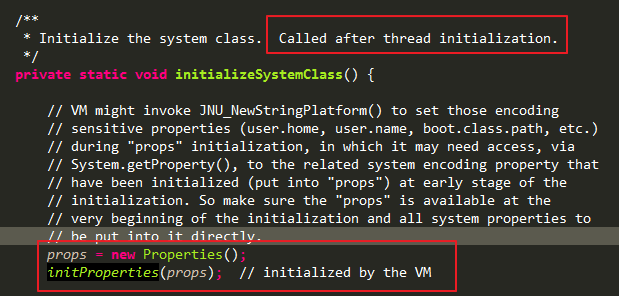 /**
* Initialize the system class.  Called after thread initialization.
*/
private static void initializeSystemClass() {
// VM might invoke JNU_NewStringPlatform() to set those encoding
// sensitive properties (user.home, user.name, boot.class.path, etc.)
// during "props" initialization, in which it may need access, via
// System.getProperty(), to the related system encoding property that
// have been initialized (put into "props") at early stage of the
// initialization. So make sure the "props" is available at the
// very beginning of the initialization and all system properties to
// be put into it directly.
props = new Properties();
initProperties(props);  // initialized by the VM